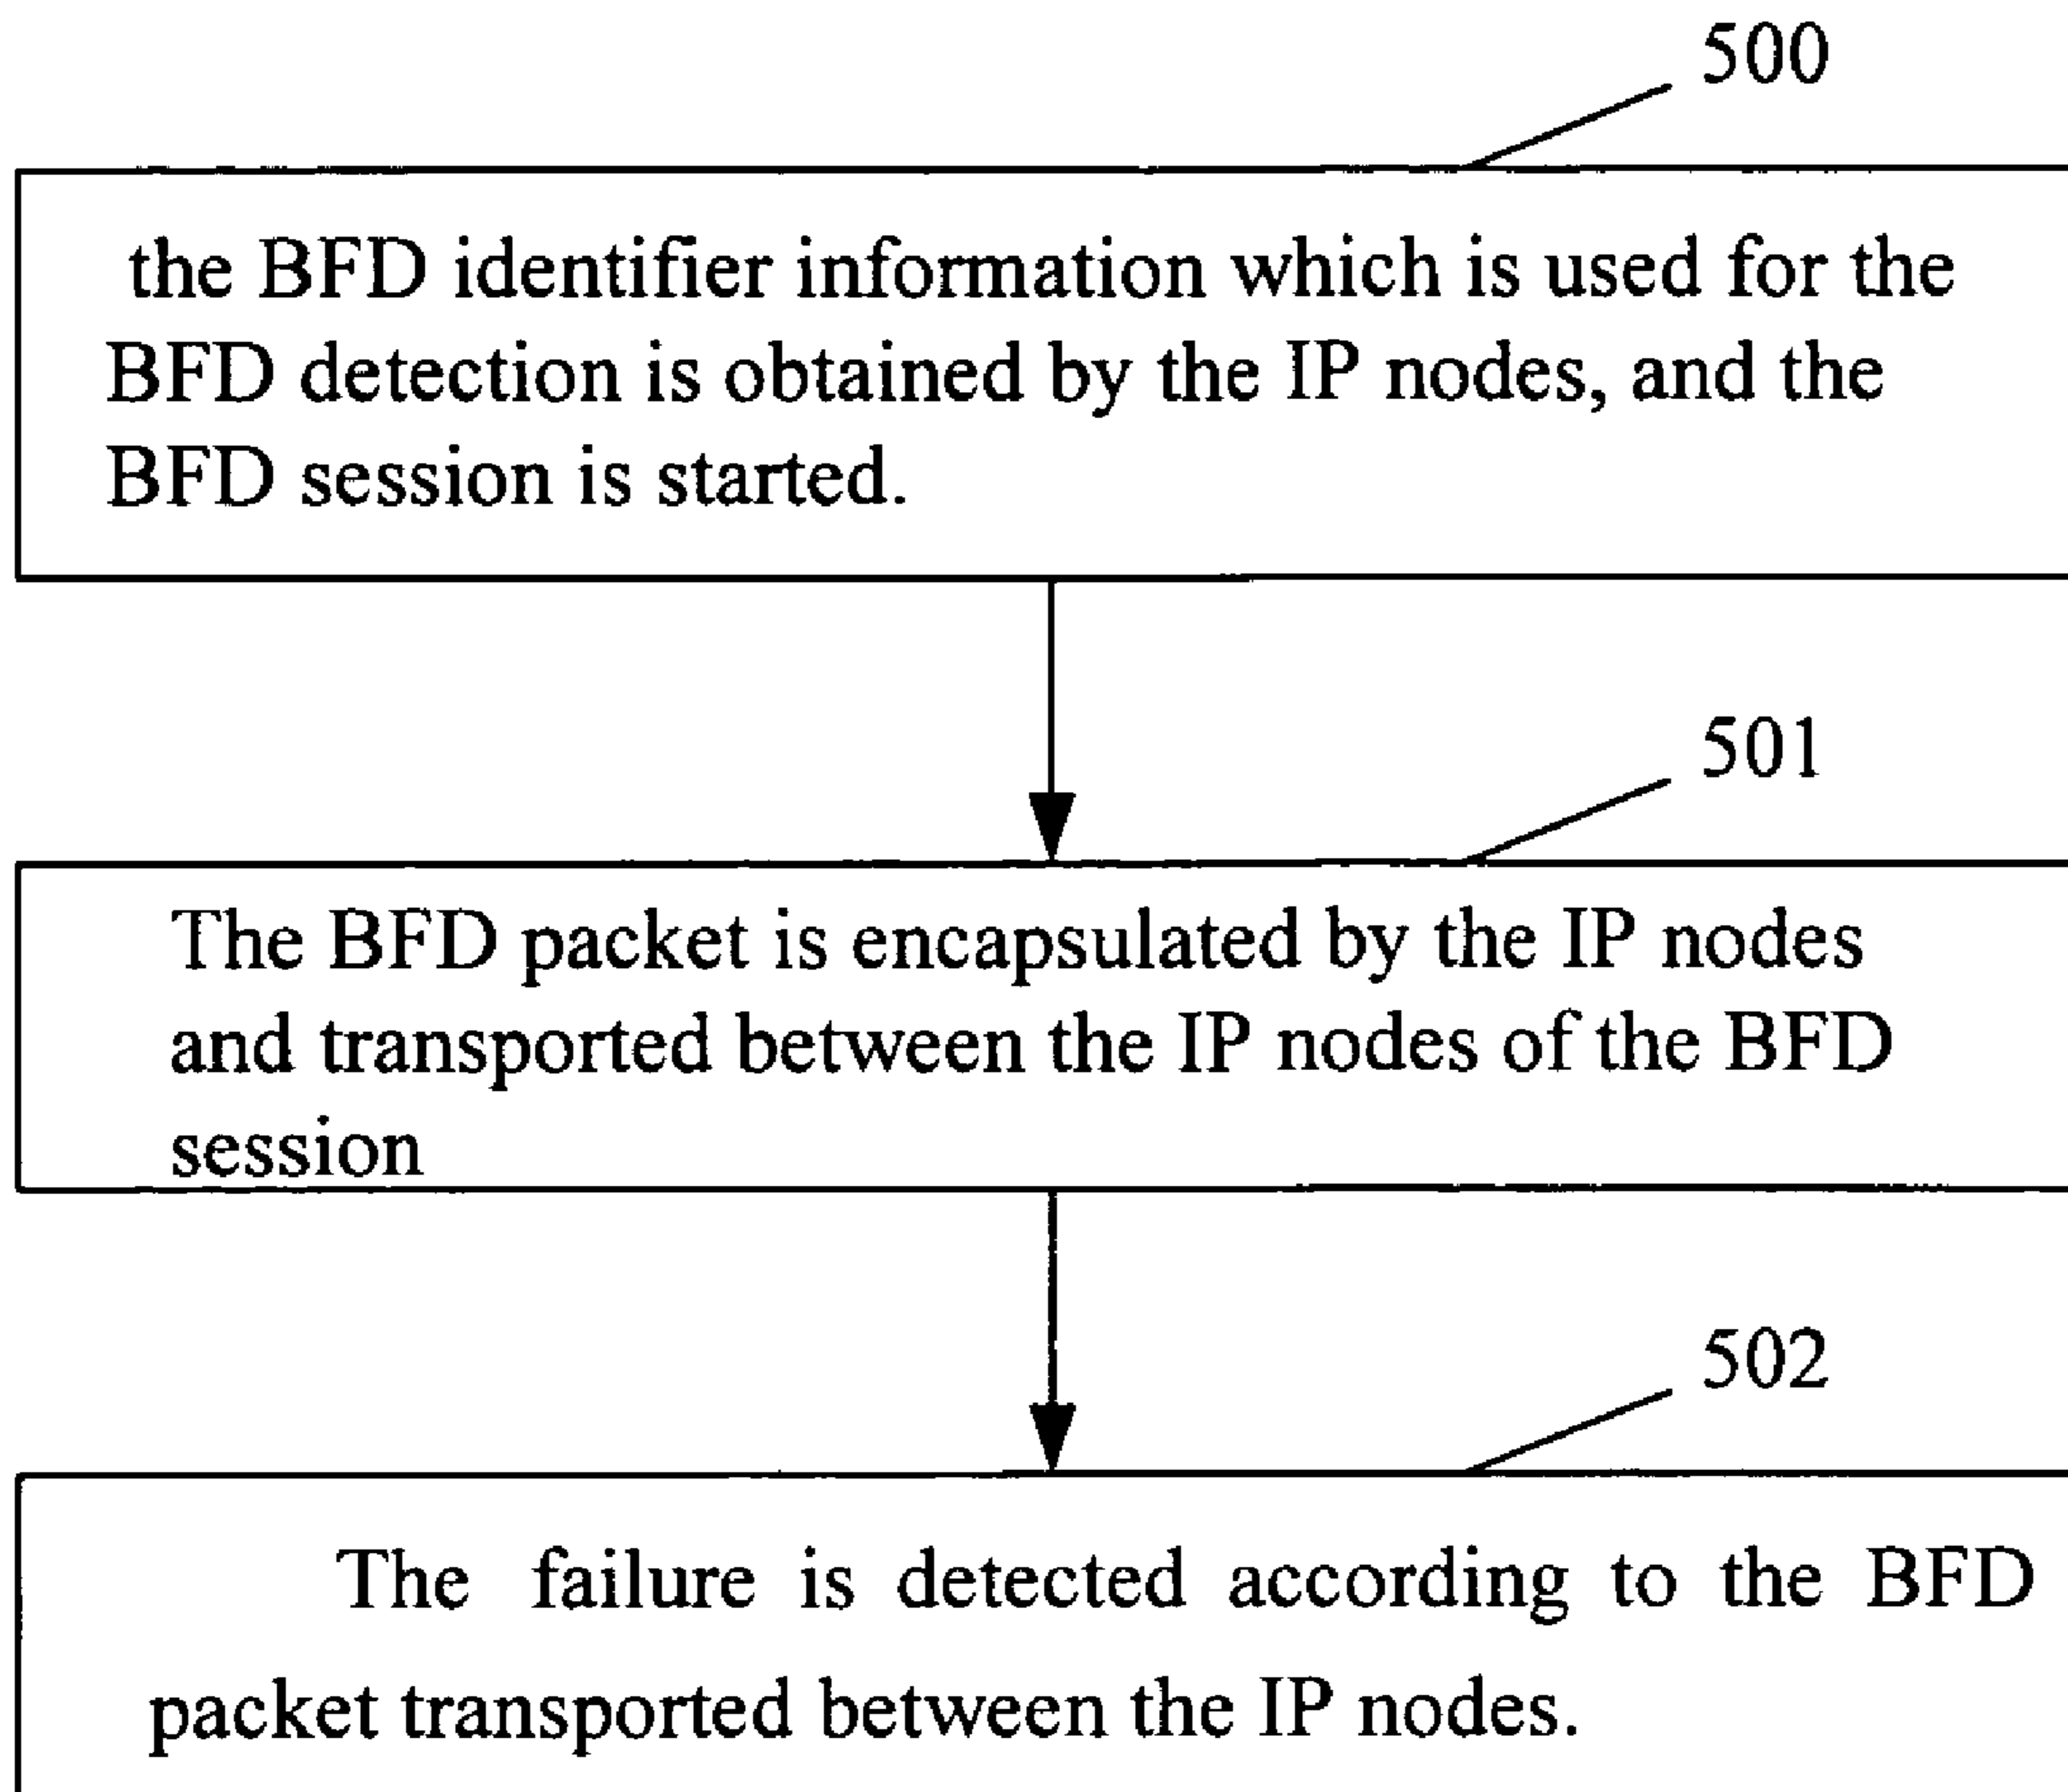 500
the BFD identifier information which is used for the
BFD detection is obtained by the IP nodes, and the
BFD session is started.
501
The BFD packet is encapsulated by the IP nodes
and transported between the IP nodes of the BFD
session
502
The failure is detected according to the BFD
packet transported between the IP nodes.